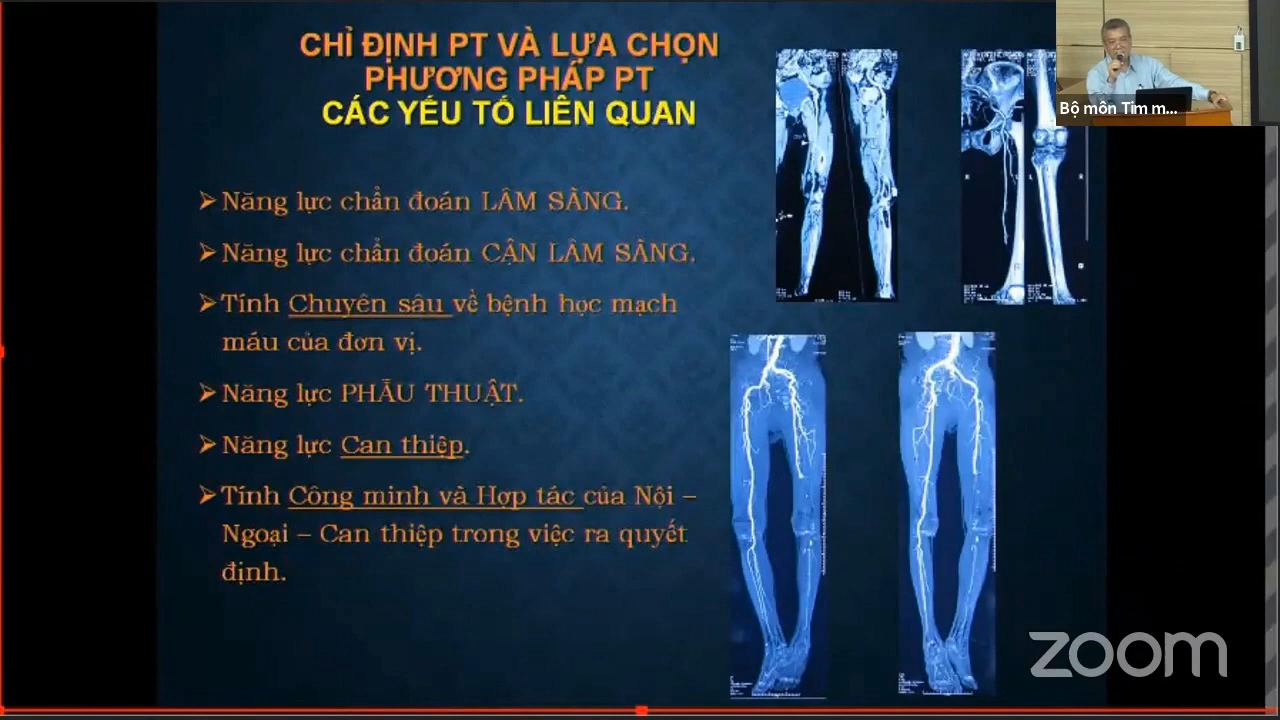 CHỈ ĐỊNH PT VÀ LỰA CHỌN
PHƯƠNG PHÁP PT
CÁC YẾU TỐ LIÊN QUAN
➢Năng lực chẩn đoán LÂM SÀNG.
➢Năng lực chẩn đoán CẬN LÂM SÀNG.
➢Tính Chuyên sâu về bệnh học mạch
máu của đơn vị.
➢Năng lực PHẪU THUẬT.
➢Năng lực Can thiệp.
➢Tính Công minh và Hợp tác của Nội –
Ngoại – Can thiệp trong việc ra quyết
định.
Bộ môn Tim m...
zoom